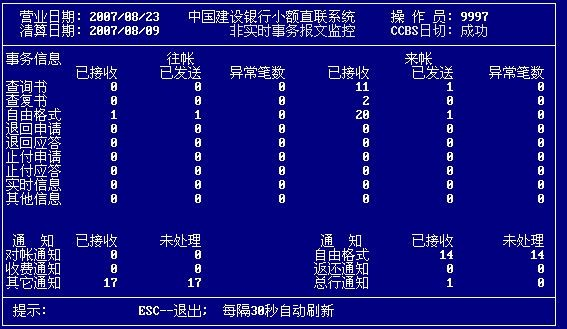 营业日期: 2007/08/23 中国建设银行小额直联系统 操 作 员: 9997
清算日期: 2007/08/09 非实时事务报文监控 CCBS日切: 成功
事务信息 往帐 来帐
已接收 已发送 异常笔数 已接收 已发送 异常笔数
查询书 0 0 0 11 1 0
查复书 0 0 0 2 0 0
自由格式 1 1 0 20 1 0
退回申请 0 0 0 0 0 0
退回应答 0 0 0 0 0 0
止付申请 0 0 0 0 0 0
止付应答 0 0 0 0 0 0
实时信息 0 0 0 0 0 0
其他信息 0 0 0 0 0 0
通 知 已接收 未处理 通 知 已接收 未处理
对帐通知 0 0 自由格式 14 14
收费通知 0 0 返还通知 0 0
其它通知 17 17 总行通知 1 0
提示: ESC--退出; 每隔30秒自动刷新